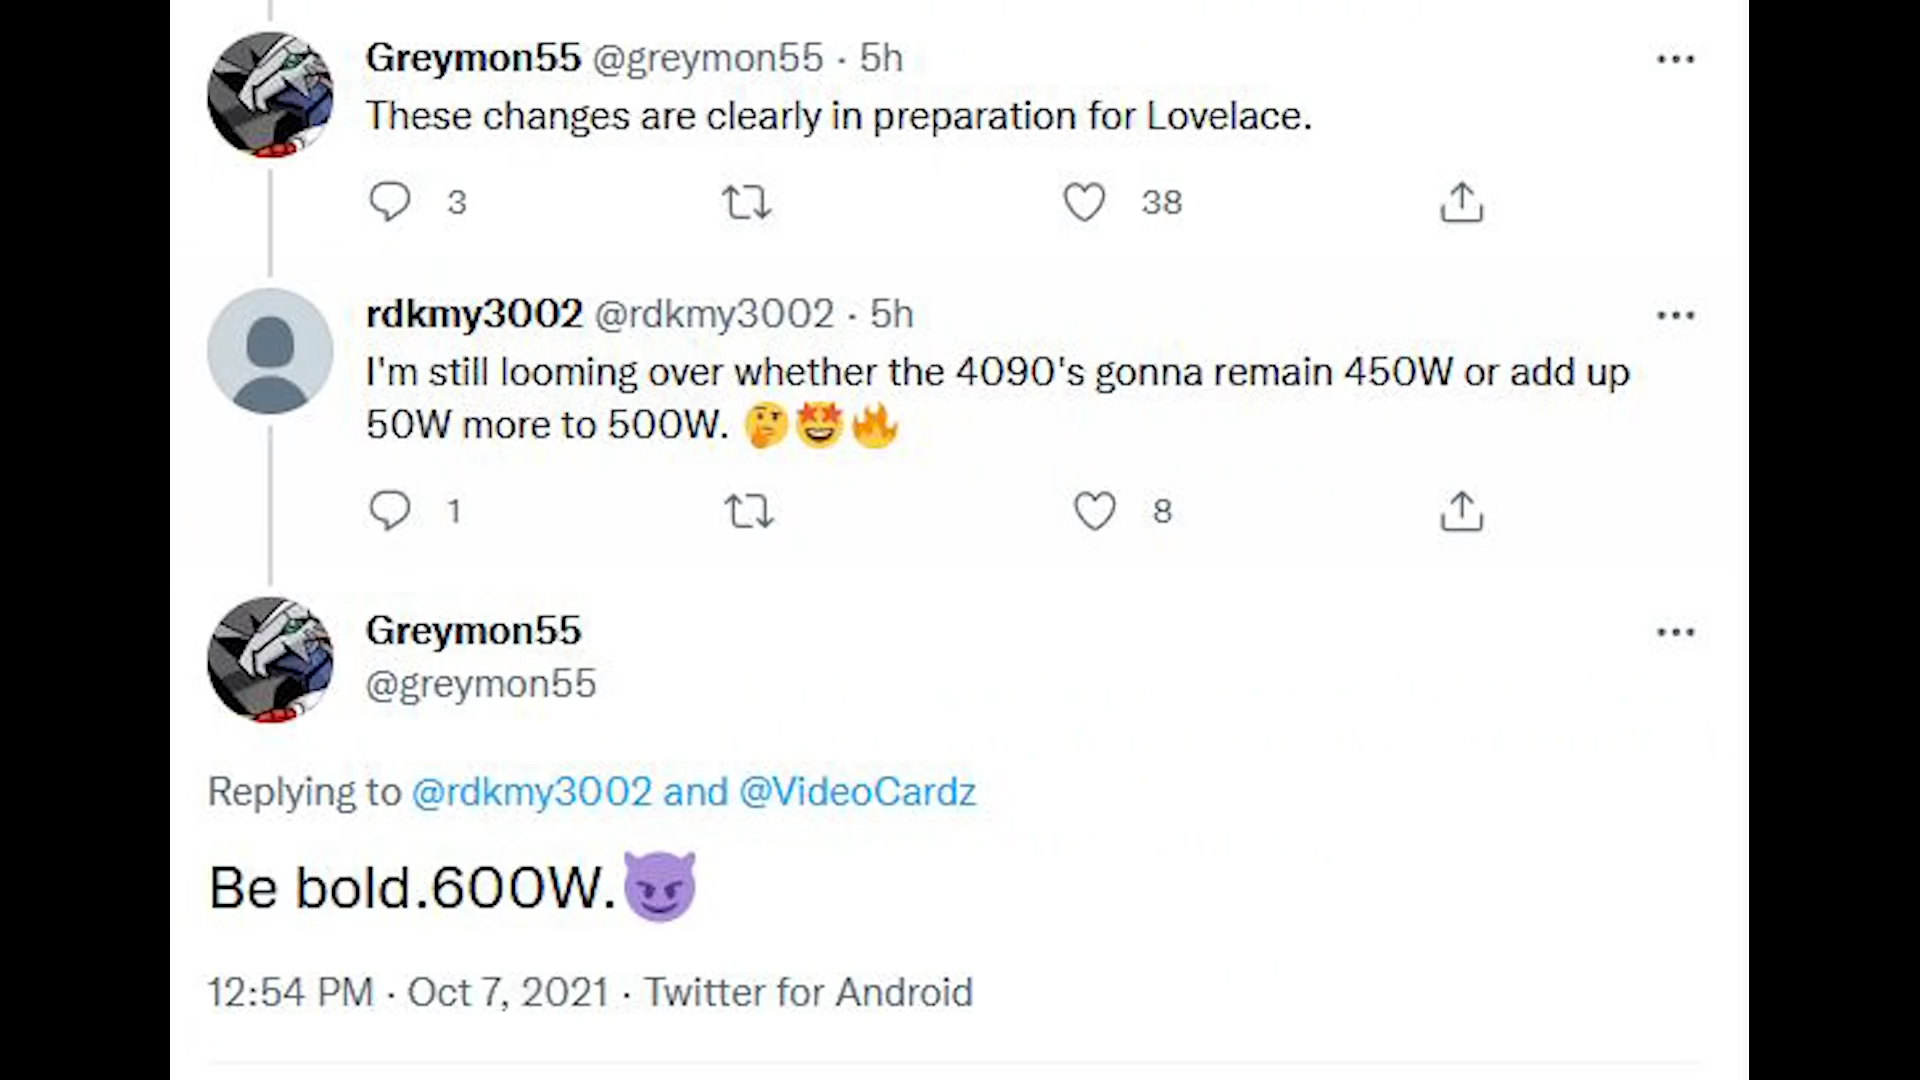 Greymon55 @greymon55 · 5h
These changes are clearly in preparation for Lovelace.
3 38
rdkmy3002 @rdkmy3002 · 5h
I'm still looming over whether the 4090's gonna remain 450W or add up
50W more to 500W. 🤔🤩🔥
1 8
Greymon55
@greymon55
Replying to @rdkmy3002 and @VideoCardz
Be bold.600W.😈
12:54 PM · Oct 7, 2021 · Twitter for Android